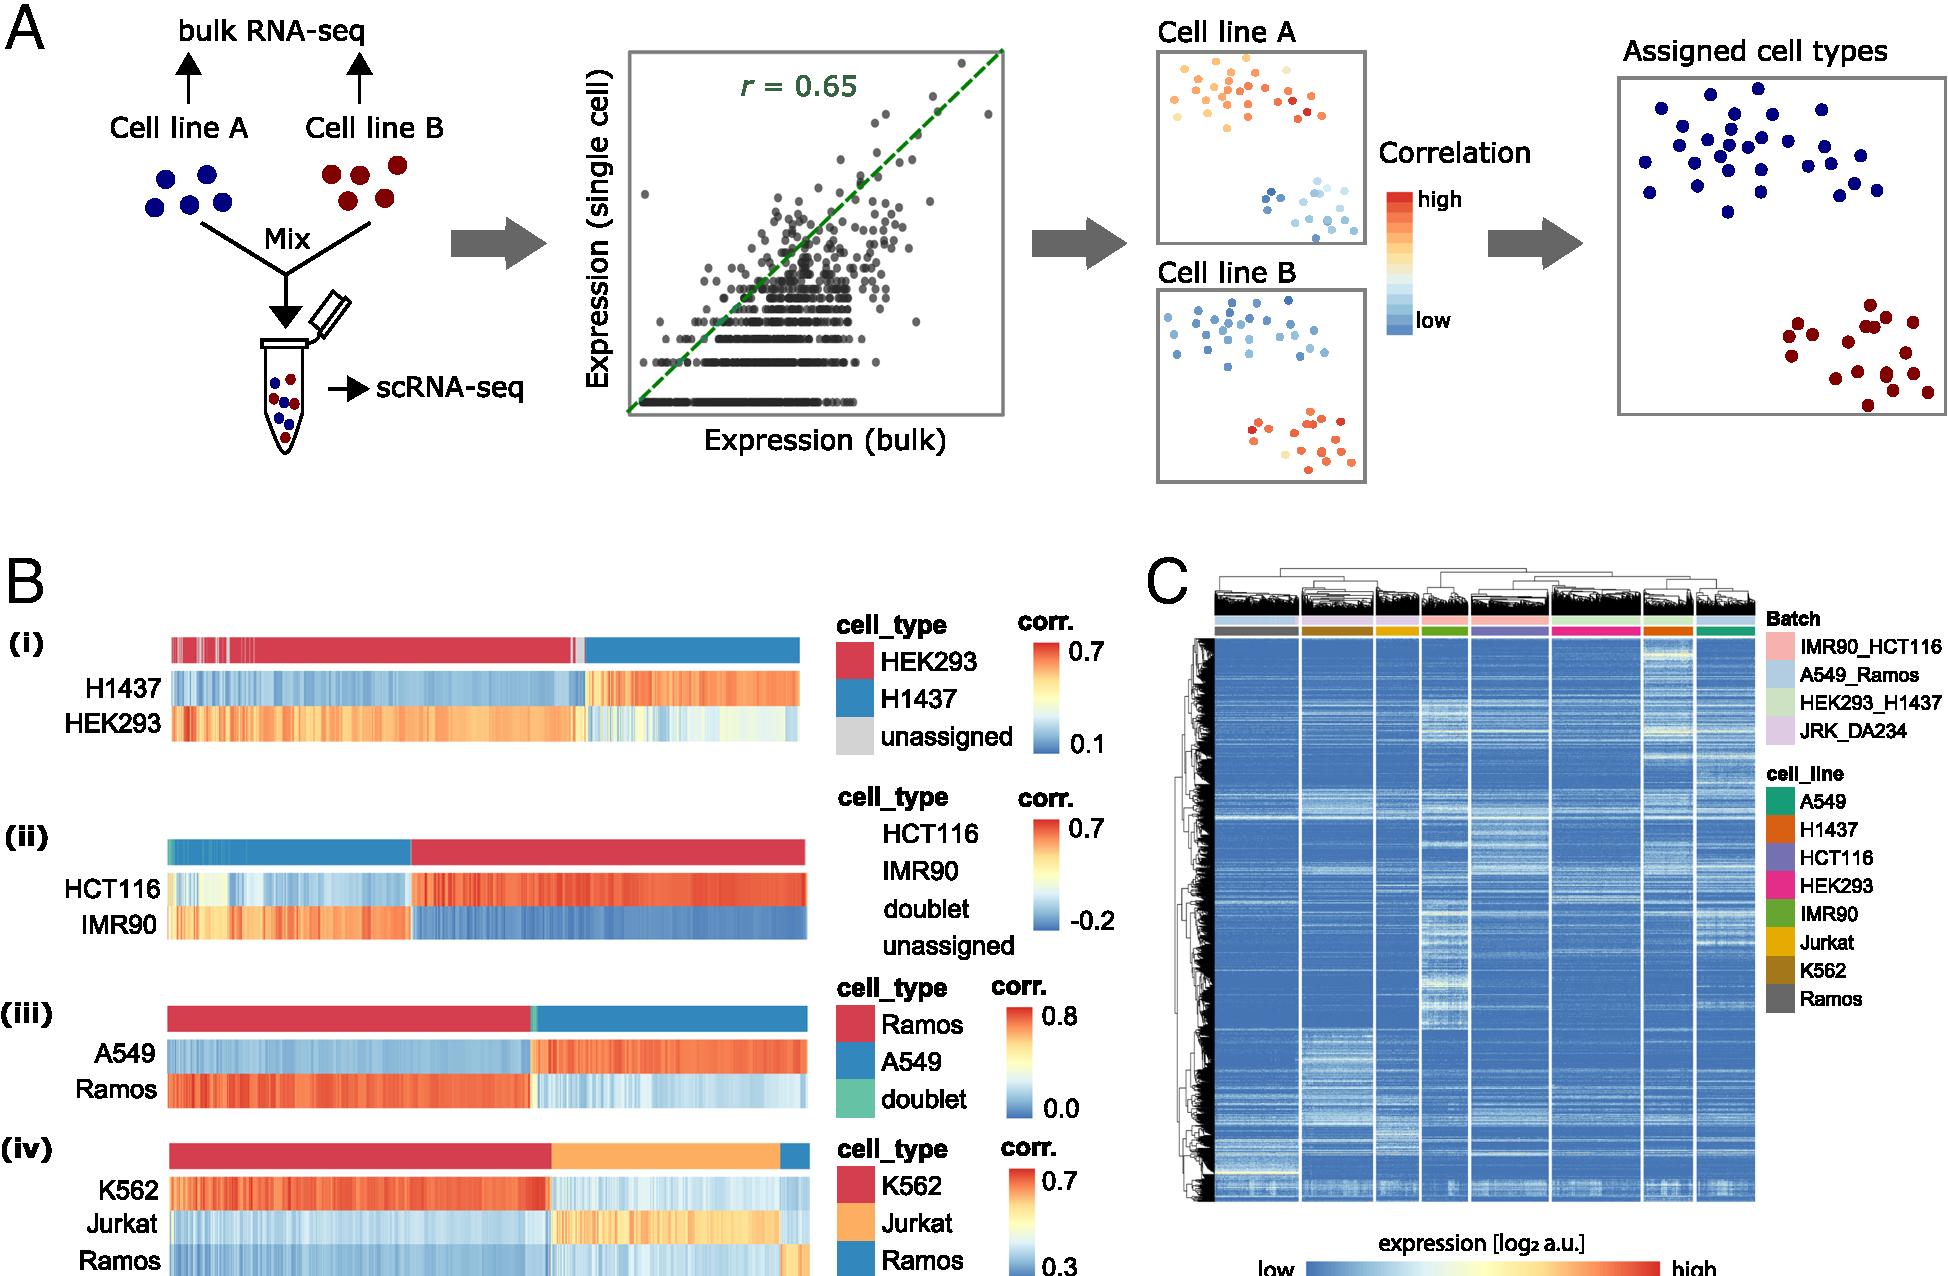 A
bulk RNA-seq
Cell line A
Cell line B
Mix
scRNA-seq
r = 0.65
Expression (single cell)
Expression (bulk)
Cell line A
Cell line B
Correlation
high
low
Assigned cell types
B
(i)
H1437
HEK293
cell_type
HEK293
H1437
unassigned
corr.
0.7
0.1
(ii)
HCT116
IMR90
cell_type
HCT116
IMR90
doublet
unassigned
corr.
0.7
-0.2
(iii)
A549
Ramos
cell_type
Ramos
A549
doublet
corr.
0.8
0.0
(iv)
K562
Jurkat
Ramos
cell_type
K562
Jurkat
Ramos
corr.
0.7
0.3
C
Batch
IMR90_HCT116
A549_Ramos
HEK293_H1437
JRK_DA234
cell_line
A549
H1437
HCT116
HEK293
IMR90
Jurkat
K562
Ramos
expression [log₂ a.u.]
low
high